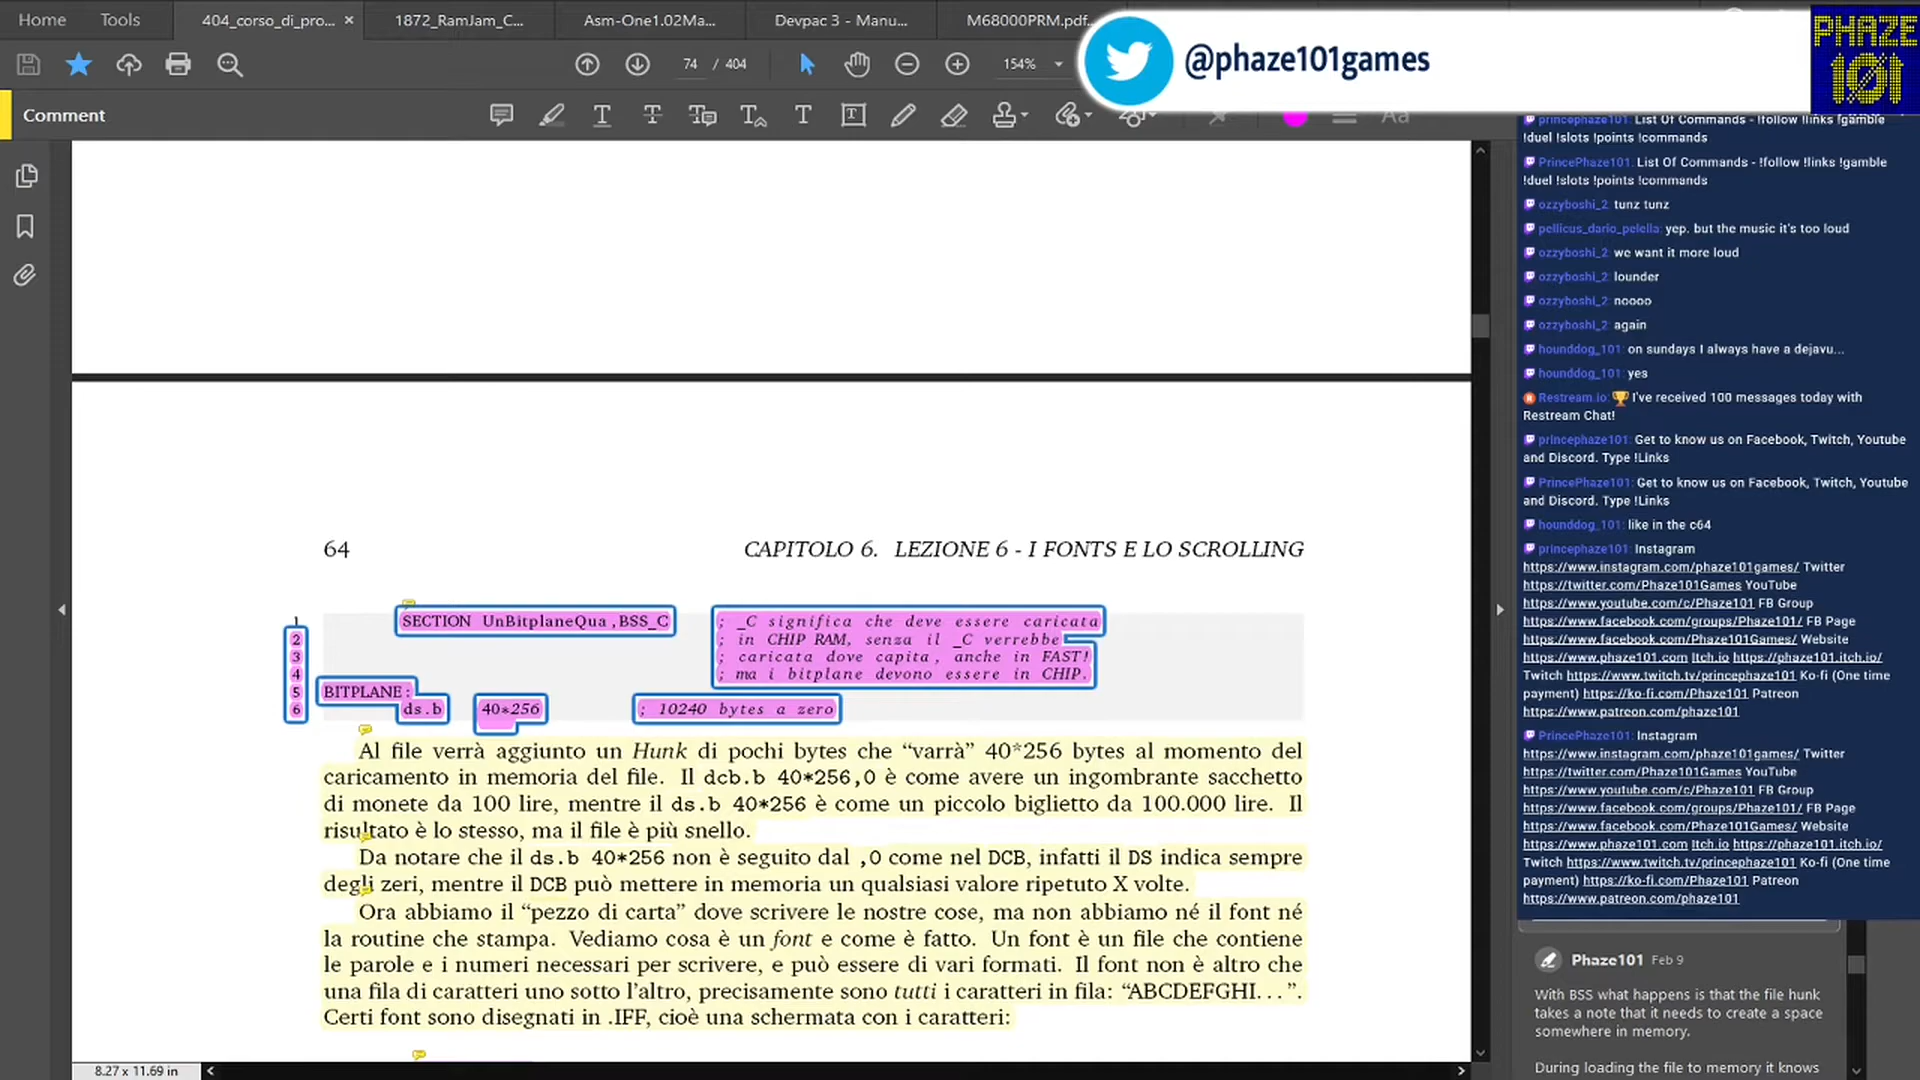 Home
Tools
404_corso_di_pro...
1872_RamJam_C...
Asm-One1.02Ma...
Devpac 3 - Manu...
M68000PRM.pdf...
@phaze101games
PHAZE
101
74 / 404
154%
Comment
Aa
64
CAPITOLO 6. LEZIONE 6 - I FONTS E LO SCROLLING
1 SECTION UnBitplaneQua,BSS_C ; _C significa che deve essere caricata
2 ; in CHIP RAM, senza il _C verrebbe
3 ; caricata dove capita, anche in FAST!
4 ; ma i bitplane devono essere in CHIP.
5 BITPLANE:
6 ds.b 40*256 ; 10240 bytes a zero
Al file verrà aggiunto un Hunk di pochi bytes che “varrà” 40*256 bytes al momento del
caricamento in memoria del file. Il dcb.b 40*256,0 è come avere un ingombrante sacchetto
di monete da 100 lire, mentre il ds.b 40*256 è come un piccolo biglietto da 100.000 lire. Il
risultato è lo stesso, ma il file è più snello.
Da notare che il ds.b 40*256 non è seguito dal ,0 come nel DCB, infatti il DS indica sempre
degli zeri, mentre il DCB può mettere in memoria un qualsiasi valore ripetuto X volte.
Ora abbiamo il “pezzo di carta” dove scrivere le nostre cose, ma non abbiamo né il font né
la routine che stampa. Vediamo cosa è un font e come è fatto. Un font è un file che contiene
le parole e i numeri necessari per scrivere, e può essere di vari formati. Il font non è altro che
una fila di caratteri uno sotto l’altro, precisamente sono tutti i caratteri in fila: “ABCDEFGHI...”.
Certi font sono disegnati in .IFF, cioè una schermata con i caratteri:
8.27 x 11.69 in
princephaze101: List Of Commands - !follow !links !gamble
!duel !slots !points !commands
PrincePhaze101: List Of Commands - !follow !links !gamble
!duel !slots !points !commands
ozzyboshi_2: tunz tunz
pellicus_dario_pelella: yep. but the music it's too loud
ozzyboshi_2: we want it more loud
ozzyboshi_2: lounder
ozzyboshi_2: noooo
ozzyboshi_2: again
hounddog_101: on sundays I always have a dejavu...
hounddog_101: yes
Restream.io: 🏆 I've received 100 messages today with
Restream Chat!
princephaze101: Get to know us on Facebook, Twitch, Youtube
and Discord. Type !Links
PrincePhaze101: Get to know us on Facebook, Twitch, Youtube
and Discord. Type !Links
hounddog_101: like in the c64
princephaze101: Instagram
https://www.instagram.com/phaze101games/ Twitter
https://twitter.com/Phaze101Games YouTube
https://www.youtube.com/c/Phaze101 FB Group
https://www.facebook.com/groups/Phaze101/ FB Page
https://www.facebook.com/Phaze101Games/ Website
https://www.phaze101.com Itch.io https://phaze101.itch.io/
Twitch https://www.twitch.tv/princephaze101 Ko-fi (One time
payment) https://ko-fi.com/Phaze101 Patreon
https://www.patreon.com/phaze101
PrincePhaze101: Instagram
https://www.instagram.com/phaze101games/ Twitter
https://twitter.com/Phaze101Games YouTube
https://www.youtube.com/c/Phaze101 FB Group
https://www.facebook.com/groups/Phaze101/ FB Page
https://www.facebook.com/Phaze101Games/ Website
https://www.phaze101.com Itch.io https://phaze101.itch.io/
Twitch https://www.twitch.tv/princephaze101 Ko-fi (One time
payment) https://ko-fi.com/Phaze101 Patreon
https://www.patreon.com/phaze101
Phaze101 Feb 9
With BSS what happens is that the file hunk
takes a note that it needs to create a space
somewhere in memory.
During loading the file to memory it knows